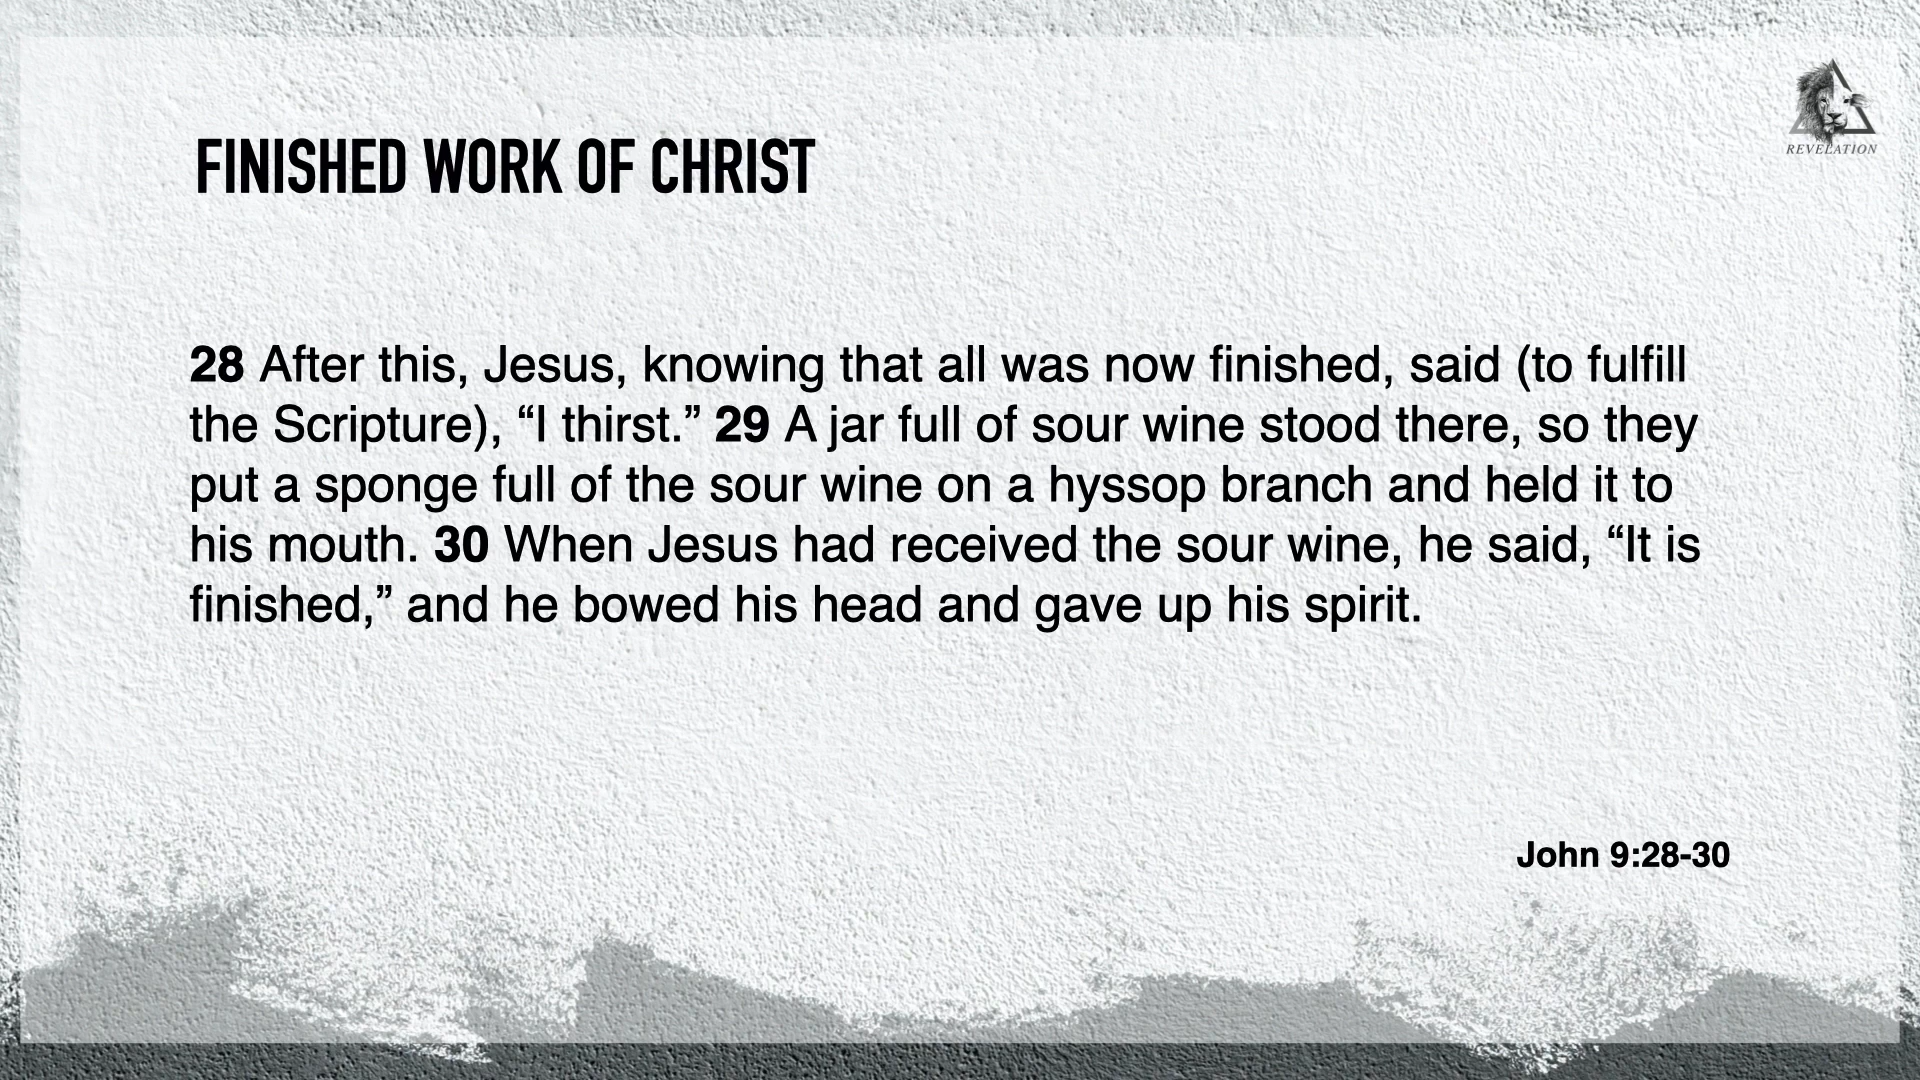 REVELATION
FINISHED WORK OF CHRIST
28 After this, Jesus, knowing that all was now finished, said (to fulfill
the Scripture), “I thirst.” 29 A jar full of sour wine stood there, so they
put a sponge full of the sour wine on a hyssop branch and held it to
his mouth. 30 When Jesus had received the sour wine, he said, “It is
finished,” and he bowed his head and gave up his spirit.
John 9:28-30